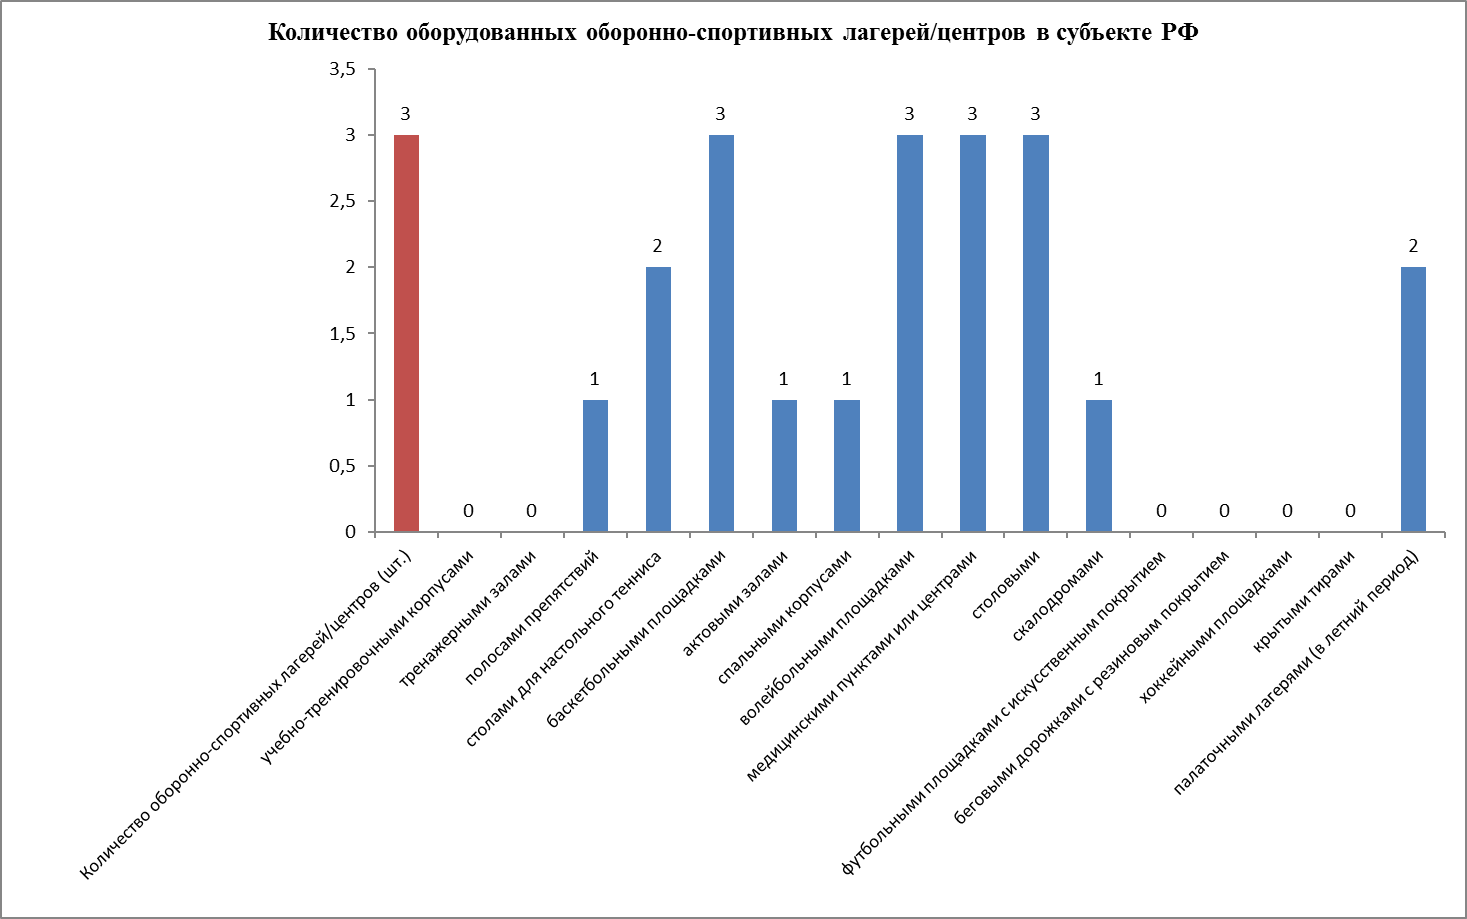 Количество оборудованных оборонно-спортивных лагерей/центров в субъекте РФ
3,5
3
2,5
2
1,5
1
0,5
0
3
0
0
1
2
3
1
1
3
3
3
1
0
0
0
0
2
Количество оборонно-спортивных лагерей/центров (шт.)
учебно-тренировочными корпусами
тренажерными залами
полосами препятствий
столами для настольного тенниса
баскетбольными площадками
актовыми залами
спальными корпусами
волейбольными площадками
медицинскими пунктами или центрами
столовыми
скалодромами
футбольными площадками с искусственным покрытием
беговыми дорожками с резиновым покрытием
хоккейными площадками
крытыми тирами
палаточными лагерями (в летний период)